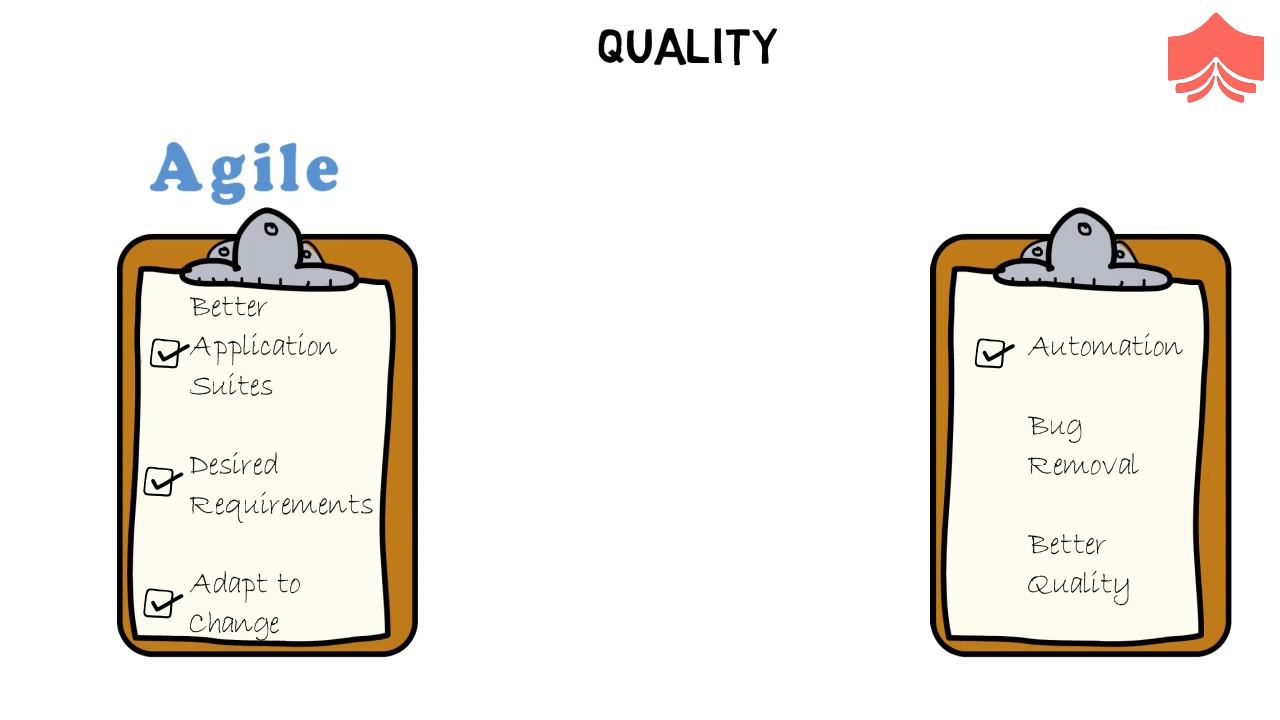 QUALITY
Agile
Better
Application
Suites
Desired
Requirements
Adapt to
Change
Automation
Bug
Removal
Better
Quality